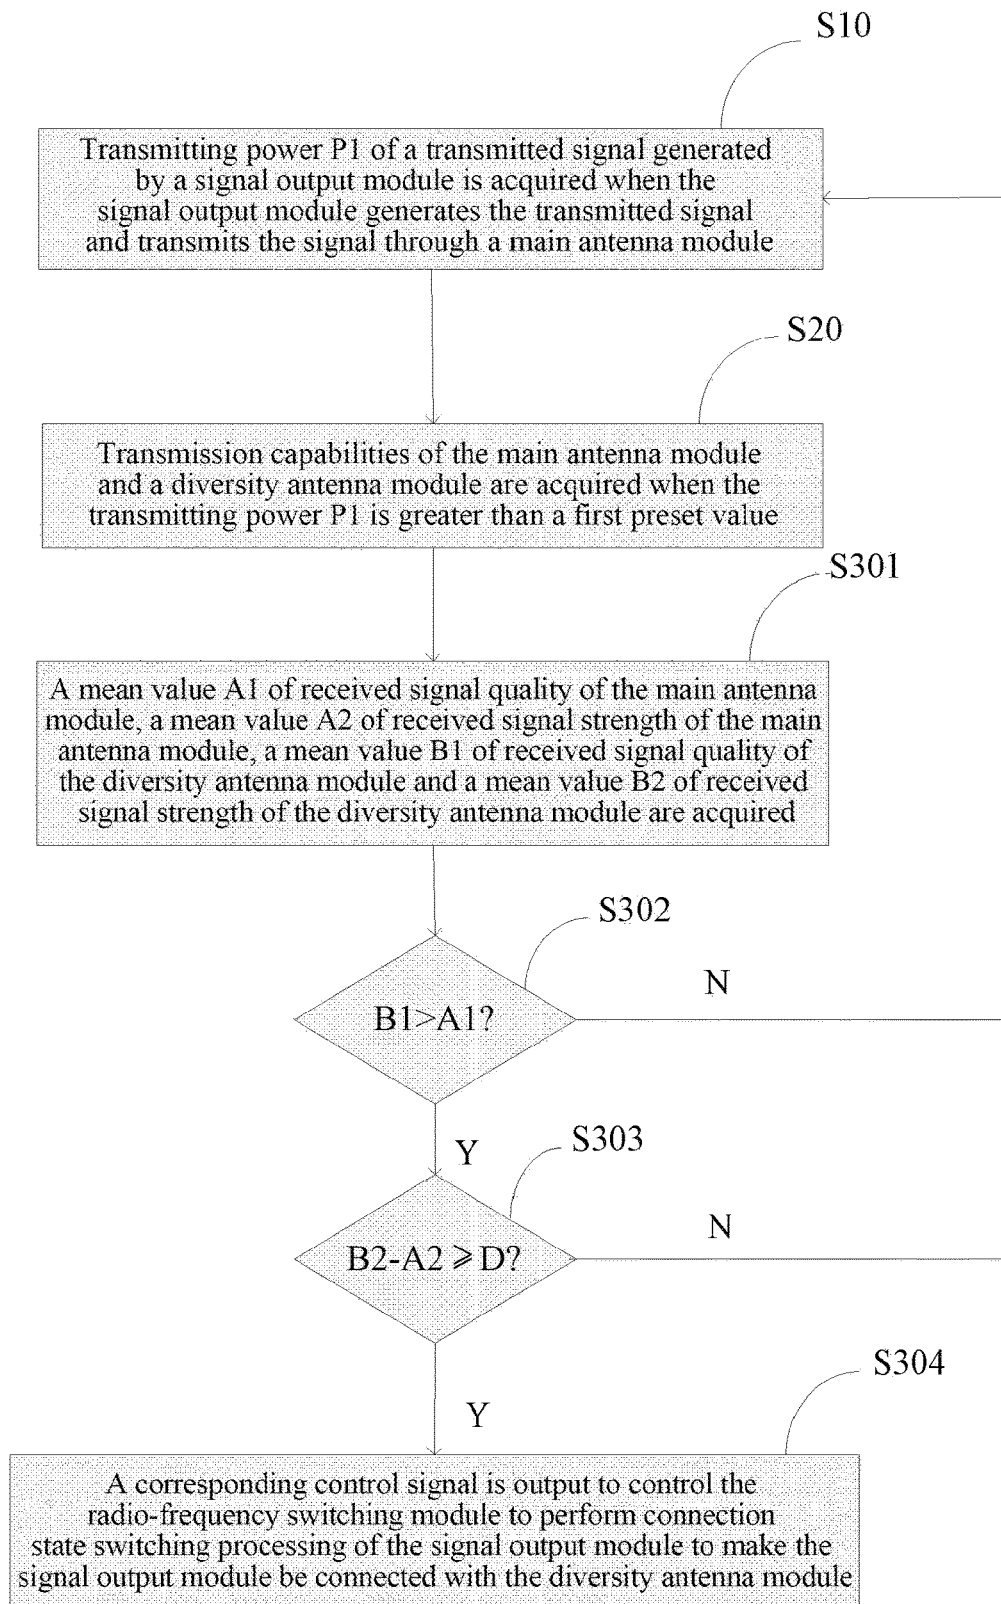 S10
Transmitting power P1 of a transmitted signal generated
by a signal output module is acquired when the
signal output module generates the transmitted signal
and transmits the signal through a main antenna module
S20
Transmission capabilities of the main antenna module
and a diversity antenna module are acquired when the
transmitting power P1 is greater than a first preset value
S301
A mean value A1 of received signal quality of the main antenna
module, a mean value A2 of received signal strength of the main
antenna module, a mean value B1 of received signal quality of
the diversity antenna module and a mean value B2 of received
signal strength of the diversity antenna module are acquired
S302
B1>A1?
N
Y
S303
B2-A2⩾D?
N
Y
S304
A corresponding control signal is output to control the
radio-frequency switching module to perform connection
state switching processing of the signal output module to make the
signal output module be connected with the diversity antenna module